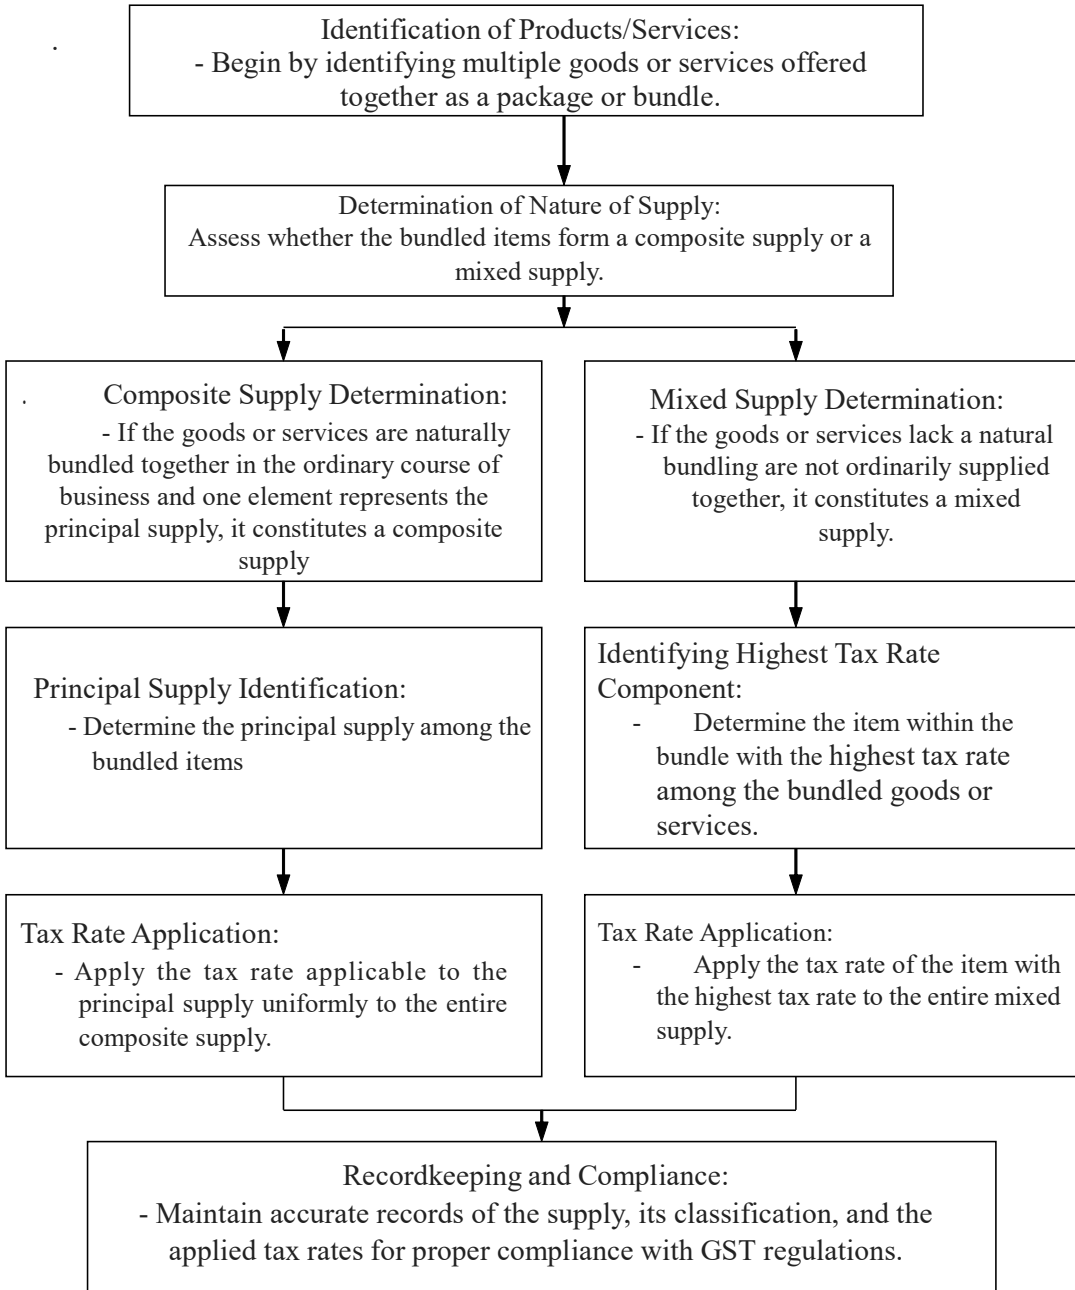 Identification of Products/Services:
- Begin by identifying multiple goods or services offered
together as a package or bundle.
Determination of Nature of Supply:
Assess whether the bundled items form a composite supply or a
mixed supply.
Composite Supply Determination:
- If the goods or services are naturally
bundled together in the ordinary course of
business and one element represents the
principal supply, it constitutes a composite
supply
Mixed Supply Determination:
- If the goods or services lack a natural
bundling are not ordinarily supplied
together, it constitutes a mixed
supply.
Principal Supply Identification:
- Determine the principal supply among the
bundled items
Identifying Highest Tax Rate
Component:
- Determine the item within the
bundle with the highest tax rate
among the bundled goods or
services.
Tax Rate Application:
- Apply the tax rate applicable to the
principal supply uniformly to the entire
composite supply.
Tax Rate Application:
- Apply the tax rate of the item with
the highest tax rate to the entire mixed
supply.
Recordkeeping and Compliance:
- Maintain accurate records of the supply, its classification, and the
applied tax rates for proper compliance with GST regulations.